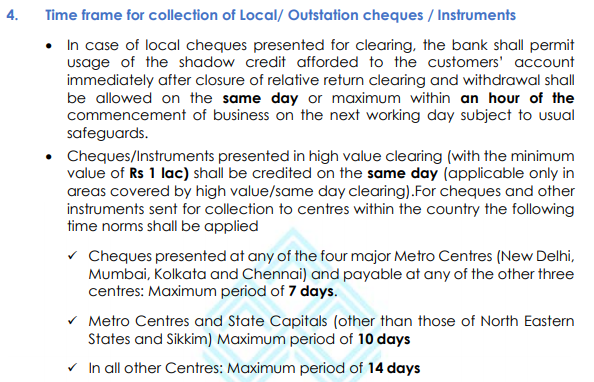 4. Time frame for collection of Local/ Outstation cheques / Instruments
• In case of local cheques presented for clearing, the bank shall permit
usage of the shadow credit afforded to the customers' account
immediately after closure of relative return clearing and withdrawal shall
be allowed on the same day or maximum within an hour of the
commencement of business on the next working day subject to usual
safeguards.
• Cheques/Instruments presented in high value clearing (with the minimum
value of Rs 1 lac) shall be credited on the same day (applicable only in
areas covered by high value/same day clearing).For cheques and other
instruments sent for collection to centres within the country the following
time norms shall be applied
✓ Cheques presented at any of the four major Metro Centres (New Delhi,
Mumbai, Kolkata and Chennai) and payable at any of the other three
centres: Maximum period of 7 days.
✓ Metro Centres and State Capitals (other than those of North Eastern
States and Sikkim) Maximum period of 10 days
✓ In all other Centres: Maximum period of 14 days